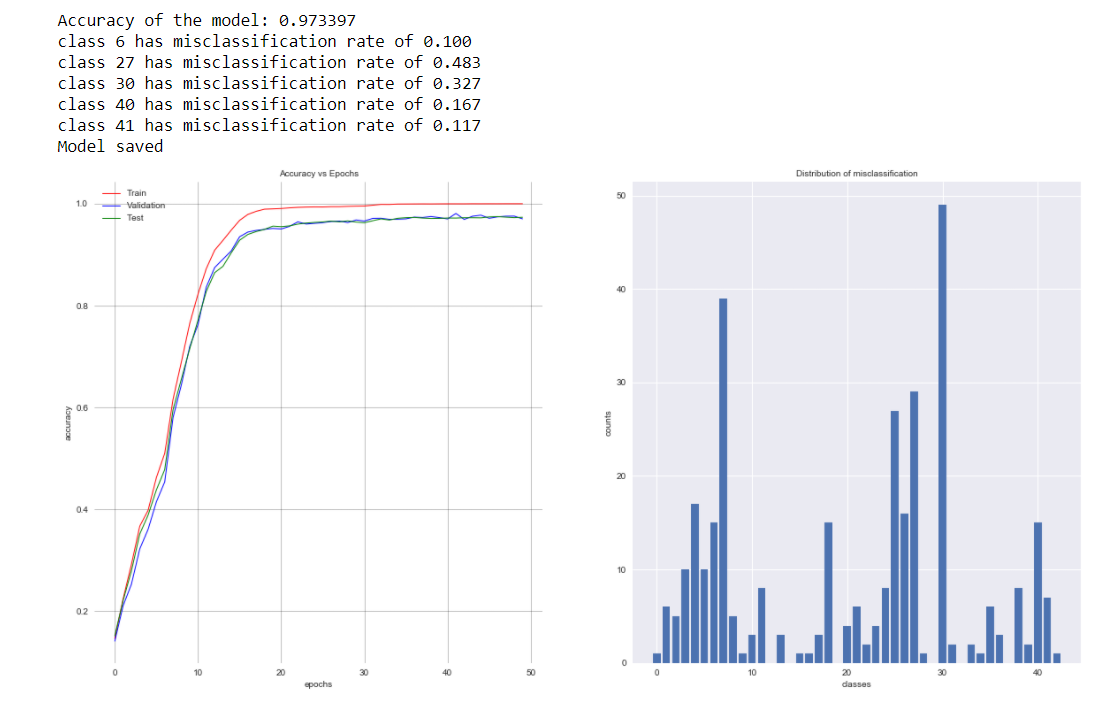 Accuracy of the model: 0.973397
class 6 has misclassification rate of 0.100
class 27 has misclassification rate of 0.483
class 30 has misclassification rate of 0.327
class 40 has misclassification rate of 0.167
class 41 has misclassification rate of 0.117
Model saved
Accuracy vs Epochs
Train
Validation
Test
1.0
0.8
0.6
0.4
0.2
accuracy
0 10 20 30 40 50
epochs
Distribution of misclassification
50
40
30
20
10
0
counts
0 10 20 30 40
classes